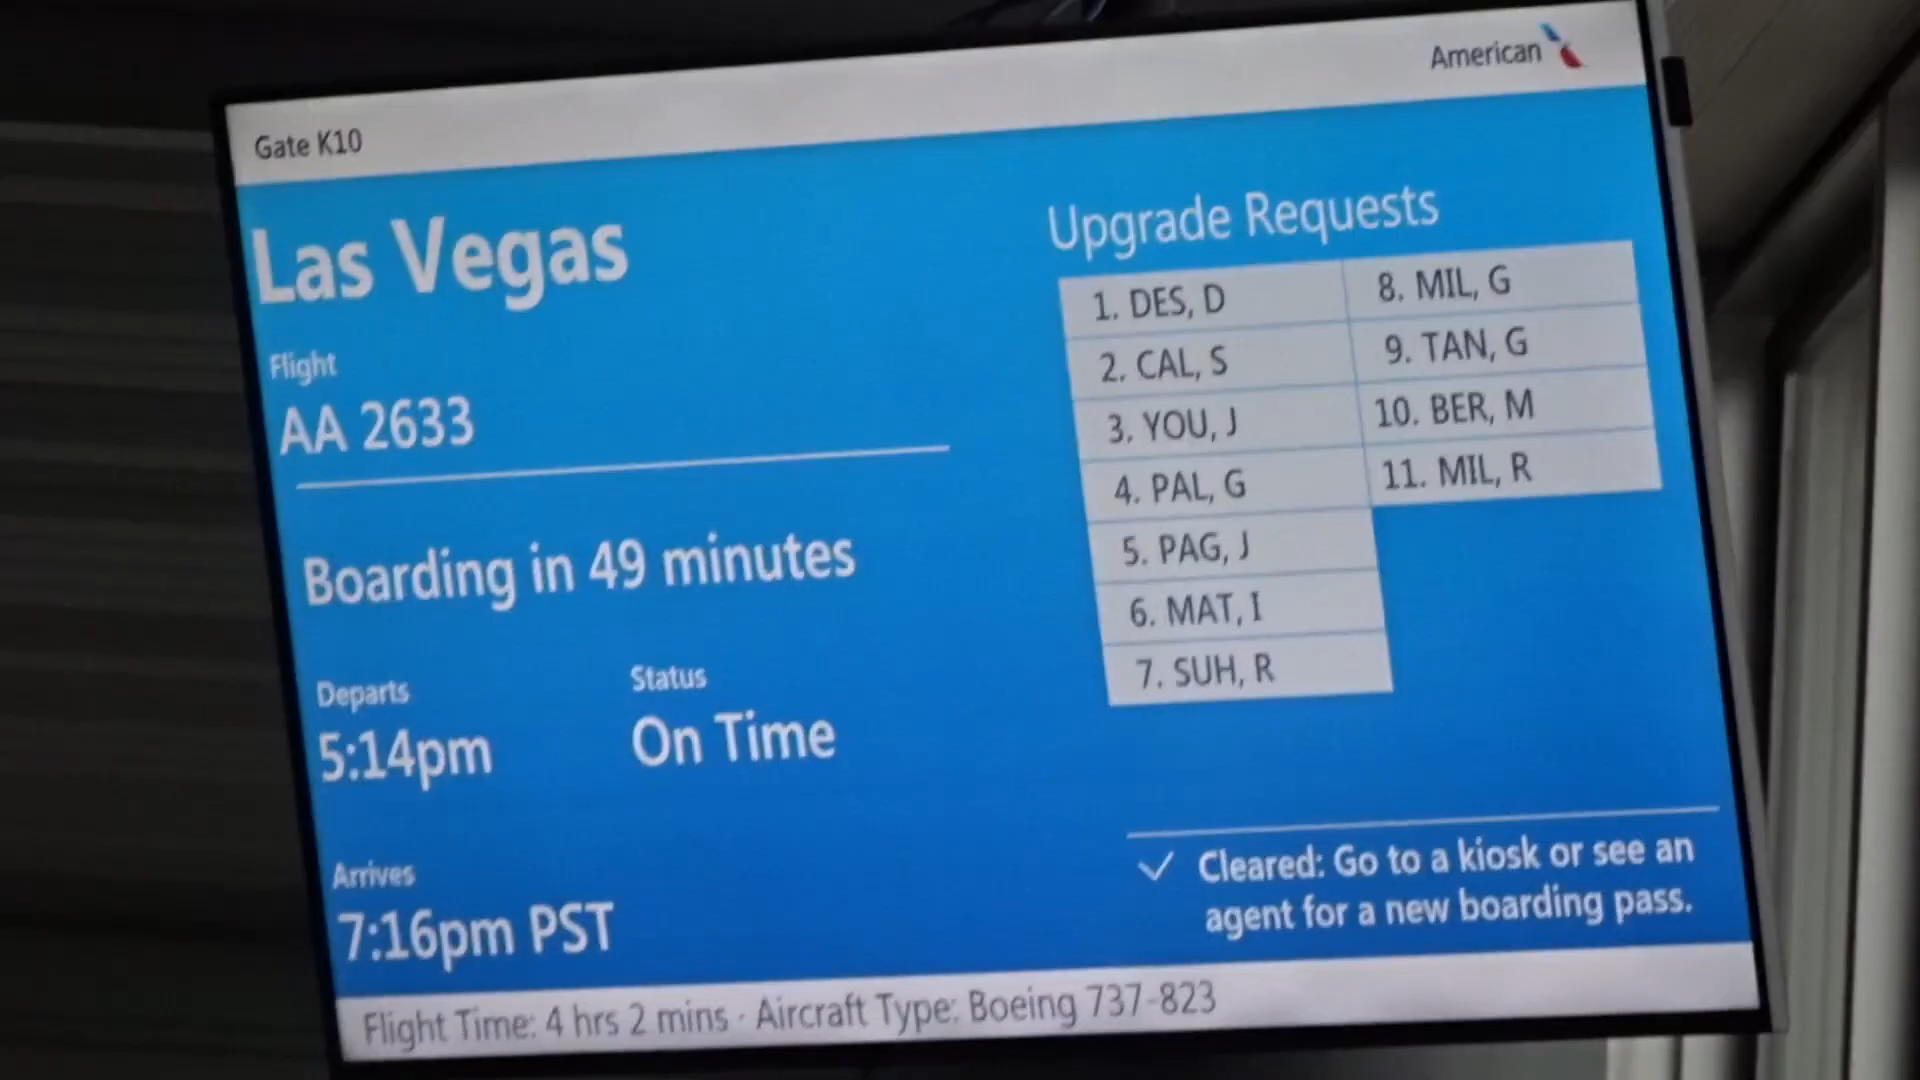 American
Gate K10
Las Vegas
Flight
AA 2633
Boarding in 49 minutes
Departs
5:14pm
Status
On Time
Arrives
7:16pm PST
Upgrade Requests
1. DES, D
2. CAL, S
3. YOU, J
4. PAL, G
5. PAG, J
6. MAT, I
7. SUH, R
8. MIL, G
9. TAN, G
10. BER, M
11. MIL, R
✓ Cleared: Go to a kiosk or see an
agent for a new boarding pass.
Flight Time: 4 hrs 2 mins · Aircraft Type: Boeing 737-823